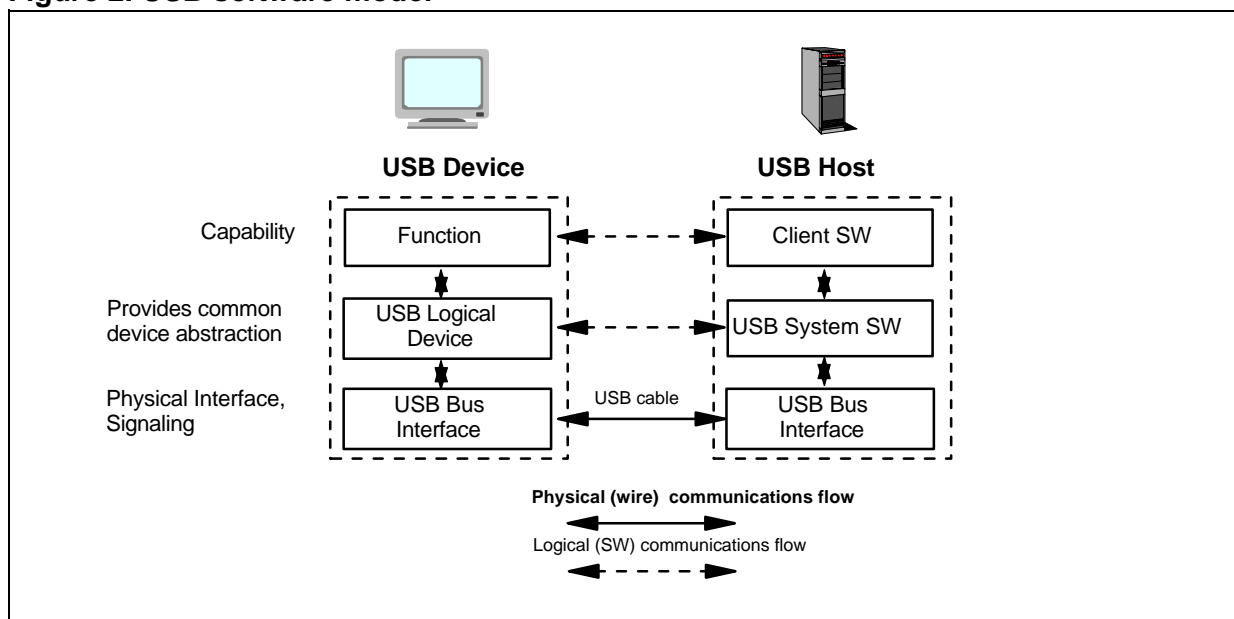 Figure 2. USB Software Model
USB Device
USB Host
Capability
Function
Client SW
Provides common
device abstraction
USB Logical
Device
USB System SW
Physical Interface,
Signaling
USB Bus
Interface
USB cable
USB Bus
Interface
Physical (wire) communications flow
Logical (SW) communications flow